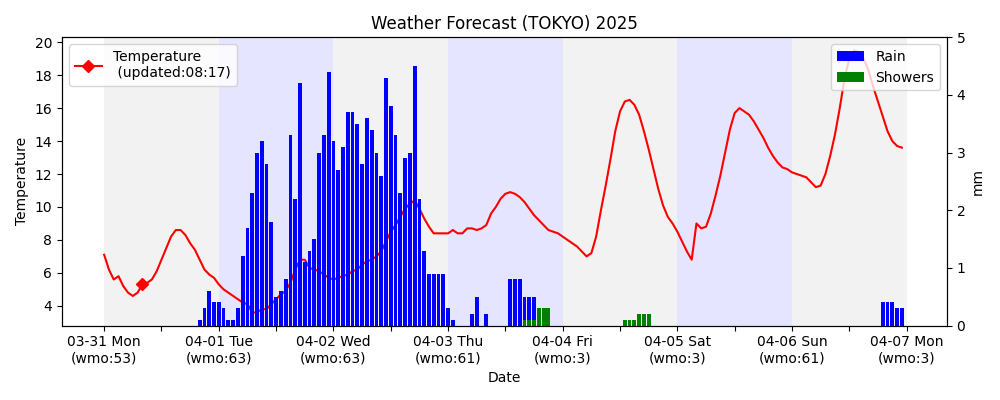 Weather Forecast (TOKYO) 2025
Temperature
(updated:08:17)
Rain
Showers
Temperature
20
18
16
14
12
10
8
6
4
5
4
3
2
1
0
mm
03-31 Mon
(wmo:53)
04-01 Tue
(wmo:63)
04-02 Wed
(wmo:63)
04-03 Thu
(wmo:61)
04-04 Fri
(wmo:3)
04-05 Sat
(wmo:3)
04-06 Sun
(wmo:61)
04-07 Mon
(wmo:3)
Date